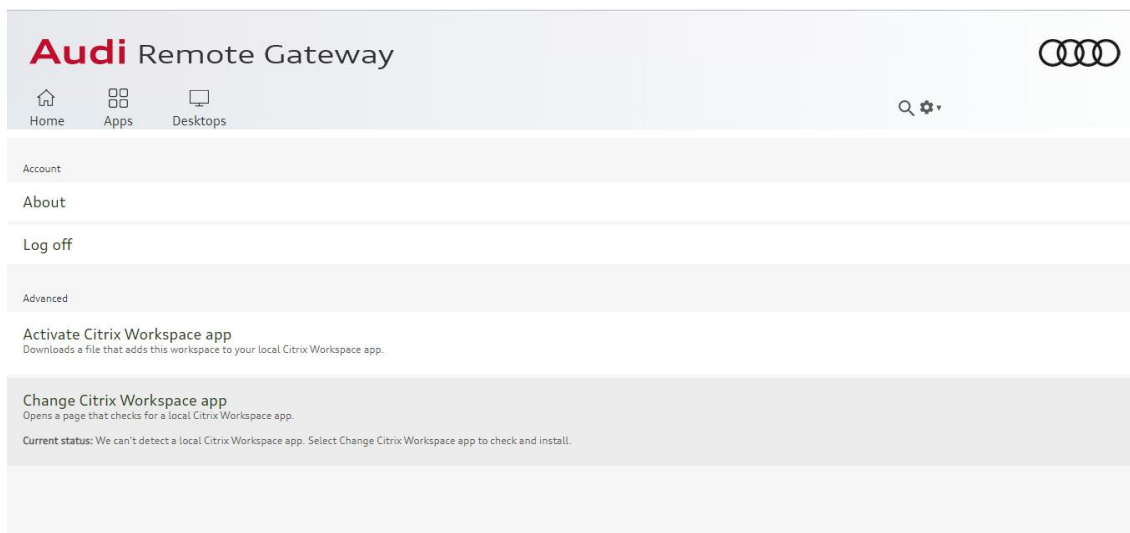 Audi Remote Gateway
Home Apps Desktops
Account
About
Log off
Advanced
Activate Citrix Workspace app
Downloads a file that adds this workspace to your local Citrix Workspace app.
Change Citrix Workspace app
Opens a page that checks for a local Citrix Workspace app.
Current status: We can't detect a local Citrix Workspace app. Select Change Citrix Workspace app to check and install.